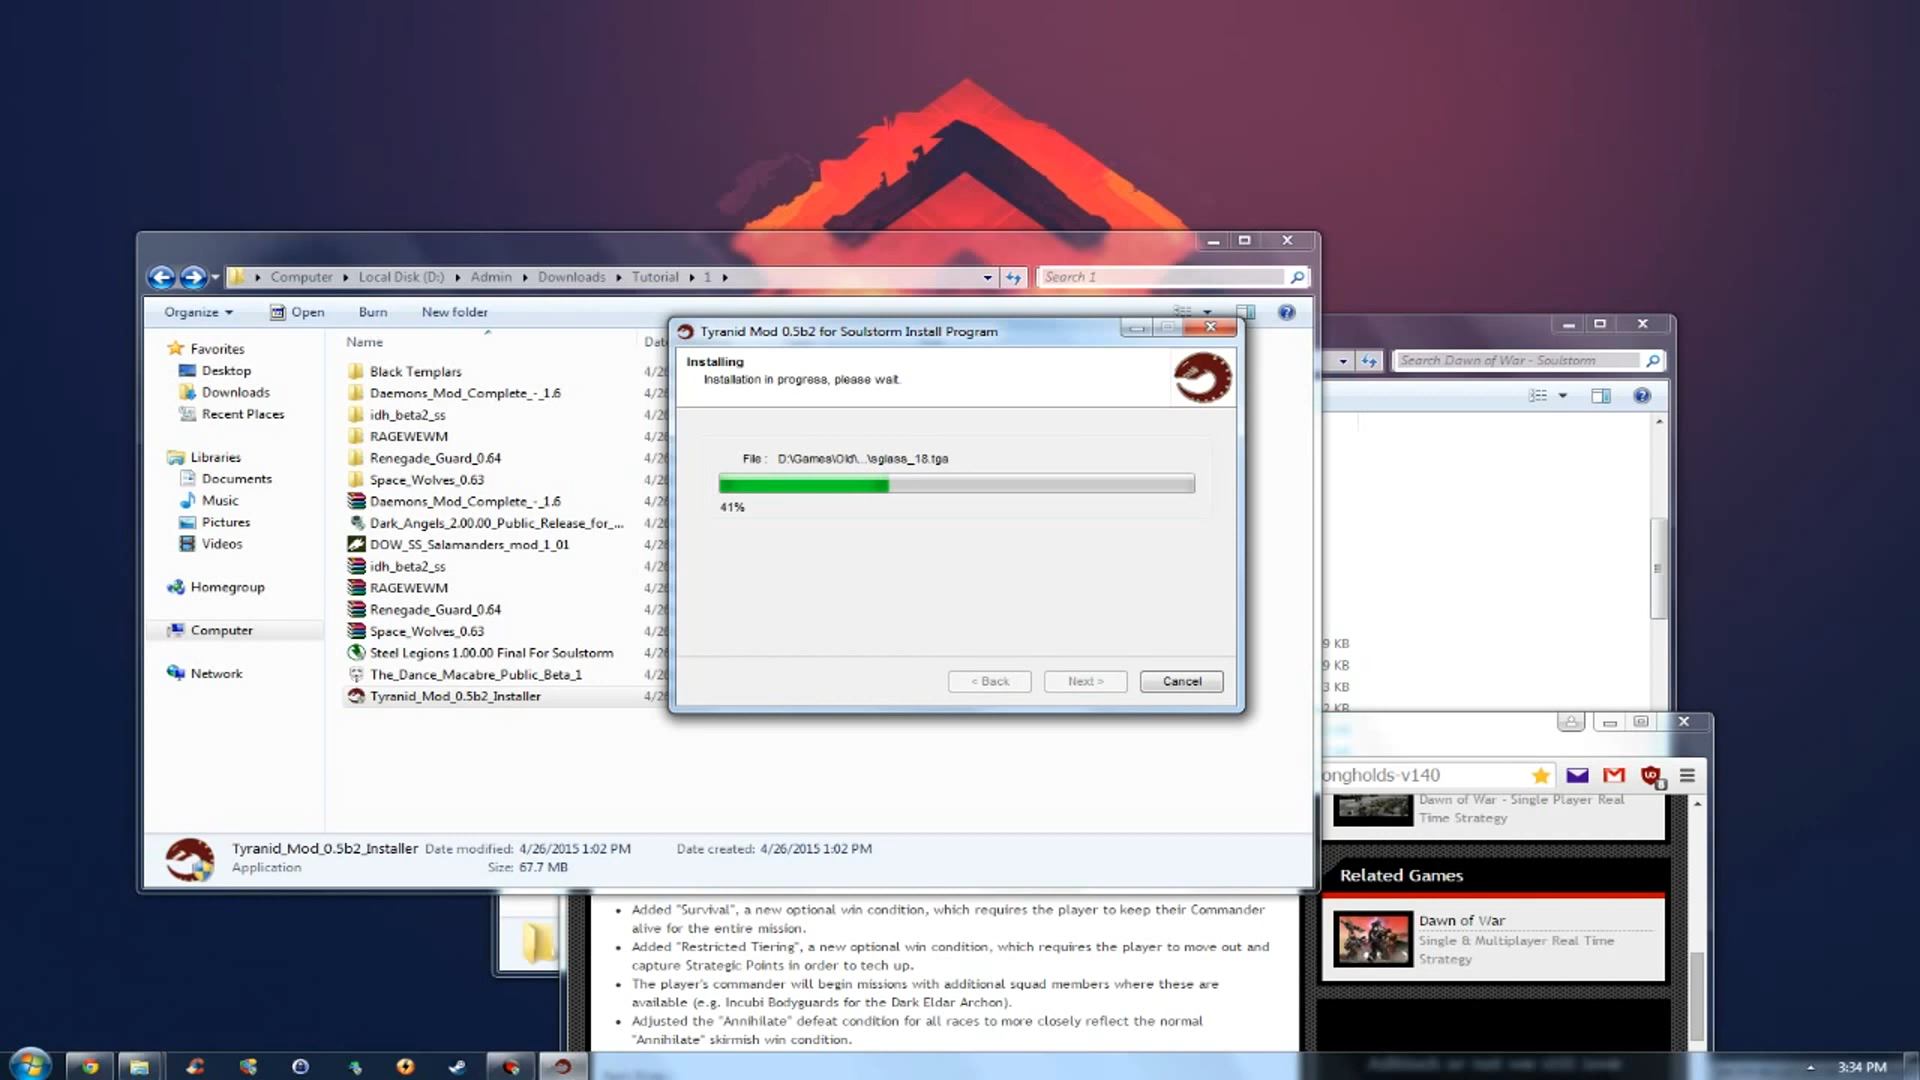 Computer
Local Disk (D:)
Admin
Downloads
Tutorial
1
Search 1
Organize
Open
Burn
New folder
Favorites
Desktop
Downloads
Recent Places
Libraries
Documents
Music
Pictures
Videos
Homegroup
Computer
Network
Name
Black Templars
Daemons_Mod_Complete_-_1.6
idh_beta2_ss
RAGEWEWM
Renegade_Guard_0.64
Space_Wolves_0.63
Daemons_Mod_Complete_-_1.6
Dark_Angels_2.00.00_Public_Release_for_...
DOW_SS_Salamanders_mod_1_01
idh_beta2_ss
RAGEWEWM
Renegade_Guard_0.64
Space_Wolves_0.63
Steel Legions 1.00.00 Final For Soulstorm
The_Dance_Macabre_Public_Beta_1
Tyranid_Mod_0.5b2_Installer
Tyranid_Mod_0.5b2_Installer Date modified: 4/26/2015 1:02 PM Date created: 4/26/2015 1:02 PM
Application Size: 67.7 MB
Tyranid Mod 0.5b2 for Soulstorm Install Program
Installing
Installation in progress, please wait.
File : D:\Games\Old\...\sglass_18.tga
41%
< Back
Next >
Cancel
Search Dawn of War - Soulstorm
9 KB
9 KB
3 KB
2 KB
ongholds-v140
Dawn of War - Single Player Real
Time Strategy
Related Games
Dawn of War
Single & Multiplayer Real Time
Strategy
Added "Survival", a new optional win condition, which requires the player to keep their Commander
alive for the entire mission.
Added "Restricted Tiering", a new optional win condition, which requires the player to move out and
capture Strategic Points in order to tech up.
The player's commander will begin missions with additional squad members where these are
available (e.g. Incubi Bodyguards for the Dark Eldar Archon).
Adjusted the "Annihilate" defeat condition for all races to more closely reflect the normal
"Annihilate" skirmish win condition.
3:34 PM